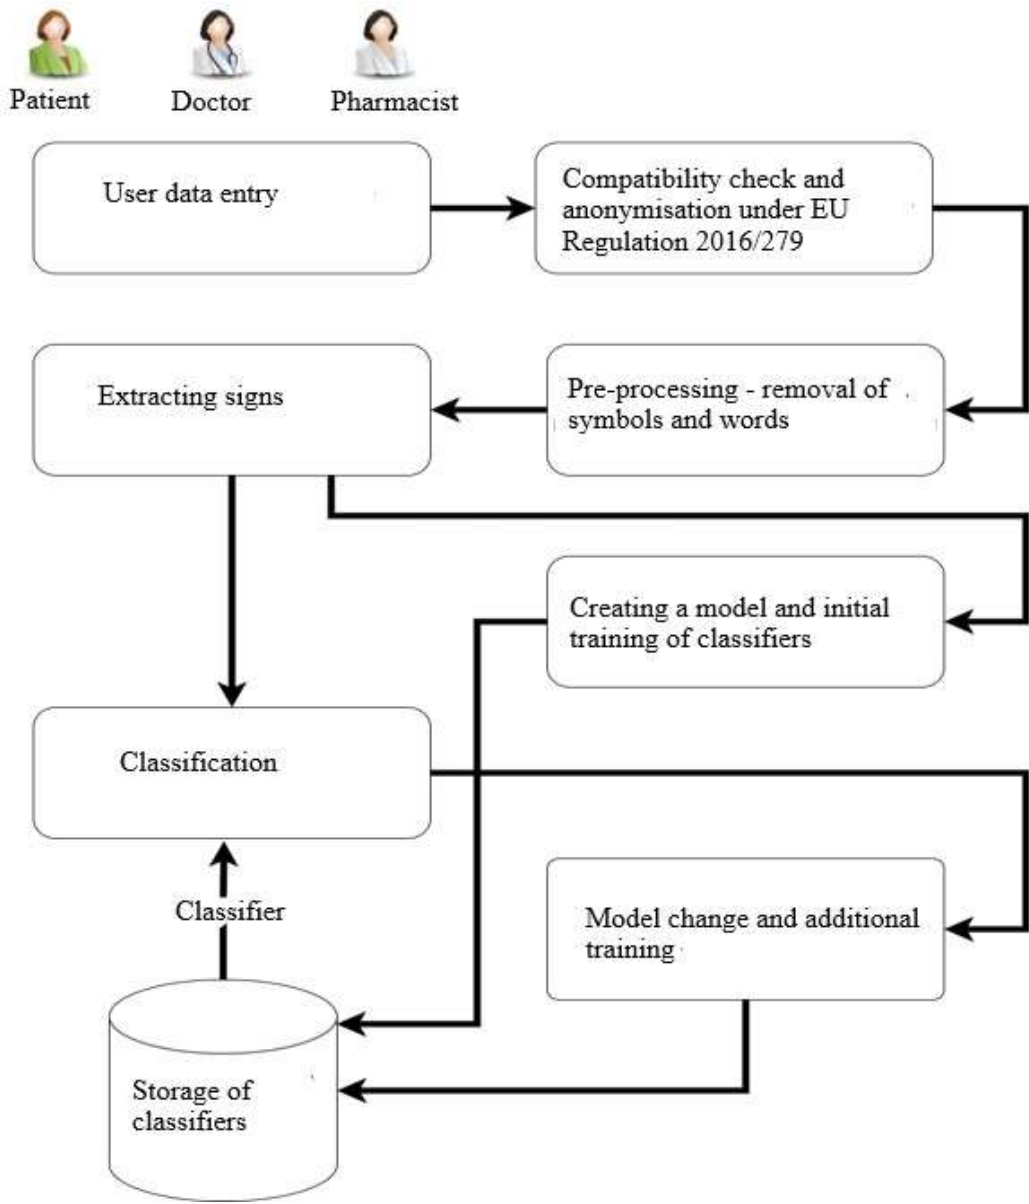 Patient
Doctor
Pharmacist
User data entry
Compatibility check and
anonymisation under EU
Regulation 2016/279
Extracting signs
Pre-processing - removal of
symbols and words
Creating a model and initial
training of classifiers
Classification
Classifier
Model change and additional
training
Storage of
classifiers